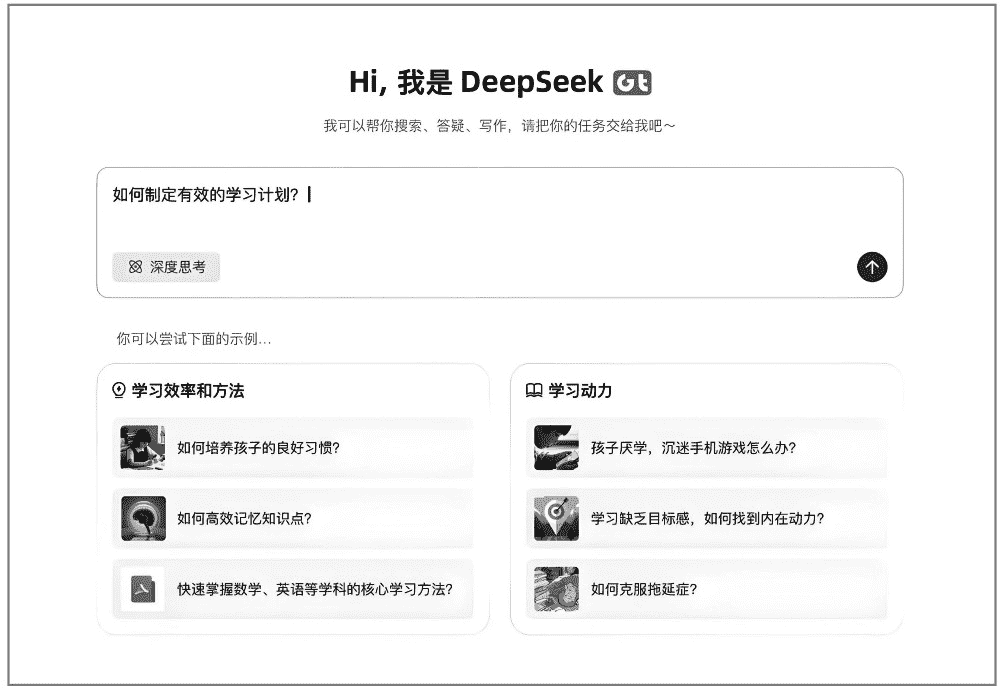 Hi, 我是 DeepSeek Gt
我可以帮你搜索、答疑、写作，请把你的任务交给我吧～
如何制定有效的学习计划？
深度思考
你可以尝试下面的示例...
学习效率和方法
如何培养孩子的良好习惯？
如何高效记忆知识点？
快速掌握数学、英语等学科的核心学习方法？
学习动力
孩子厌学，沉迷手机游戏怎么办？
学习缺乏目标感，如何找到内在动力？
如何克服拖延症？